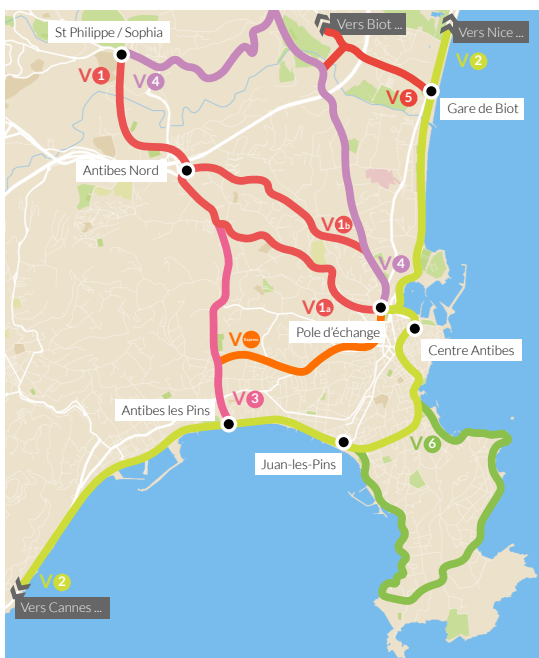 Vers Biot ...
St Philippe / Sophia
Vers Nice ...
V2
V1
V4
V5
Gare de Biot
Antibes Nord
V1b
V4
V1a
Pole d'échange
VExpress
Centre Antibes
V3
Antibes les Pins
V6
Juan-les-Pins
V2
Vers Cannes ...